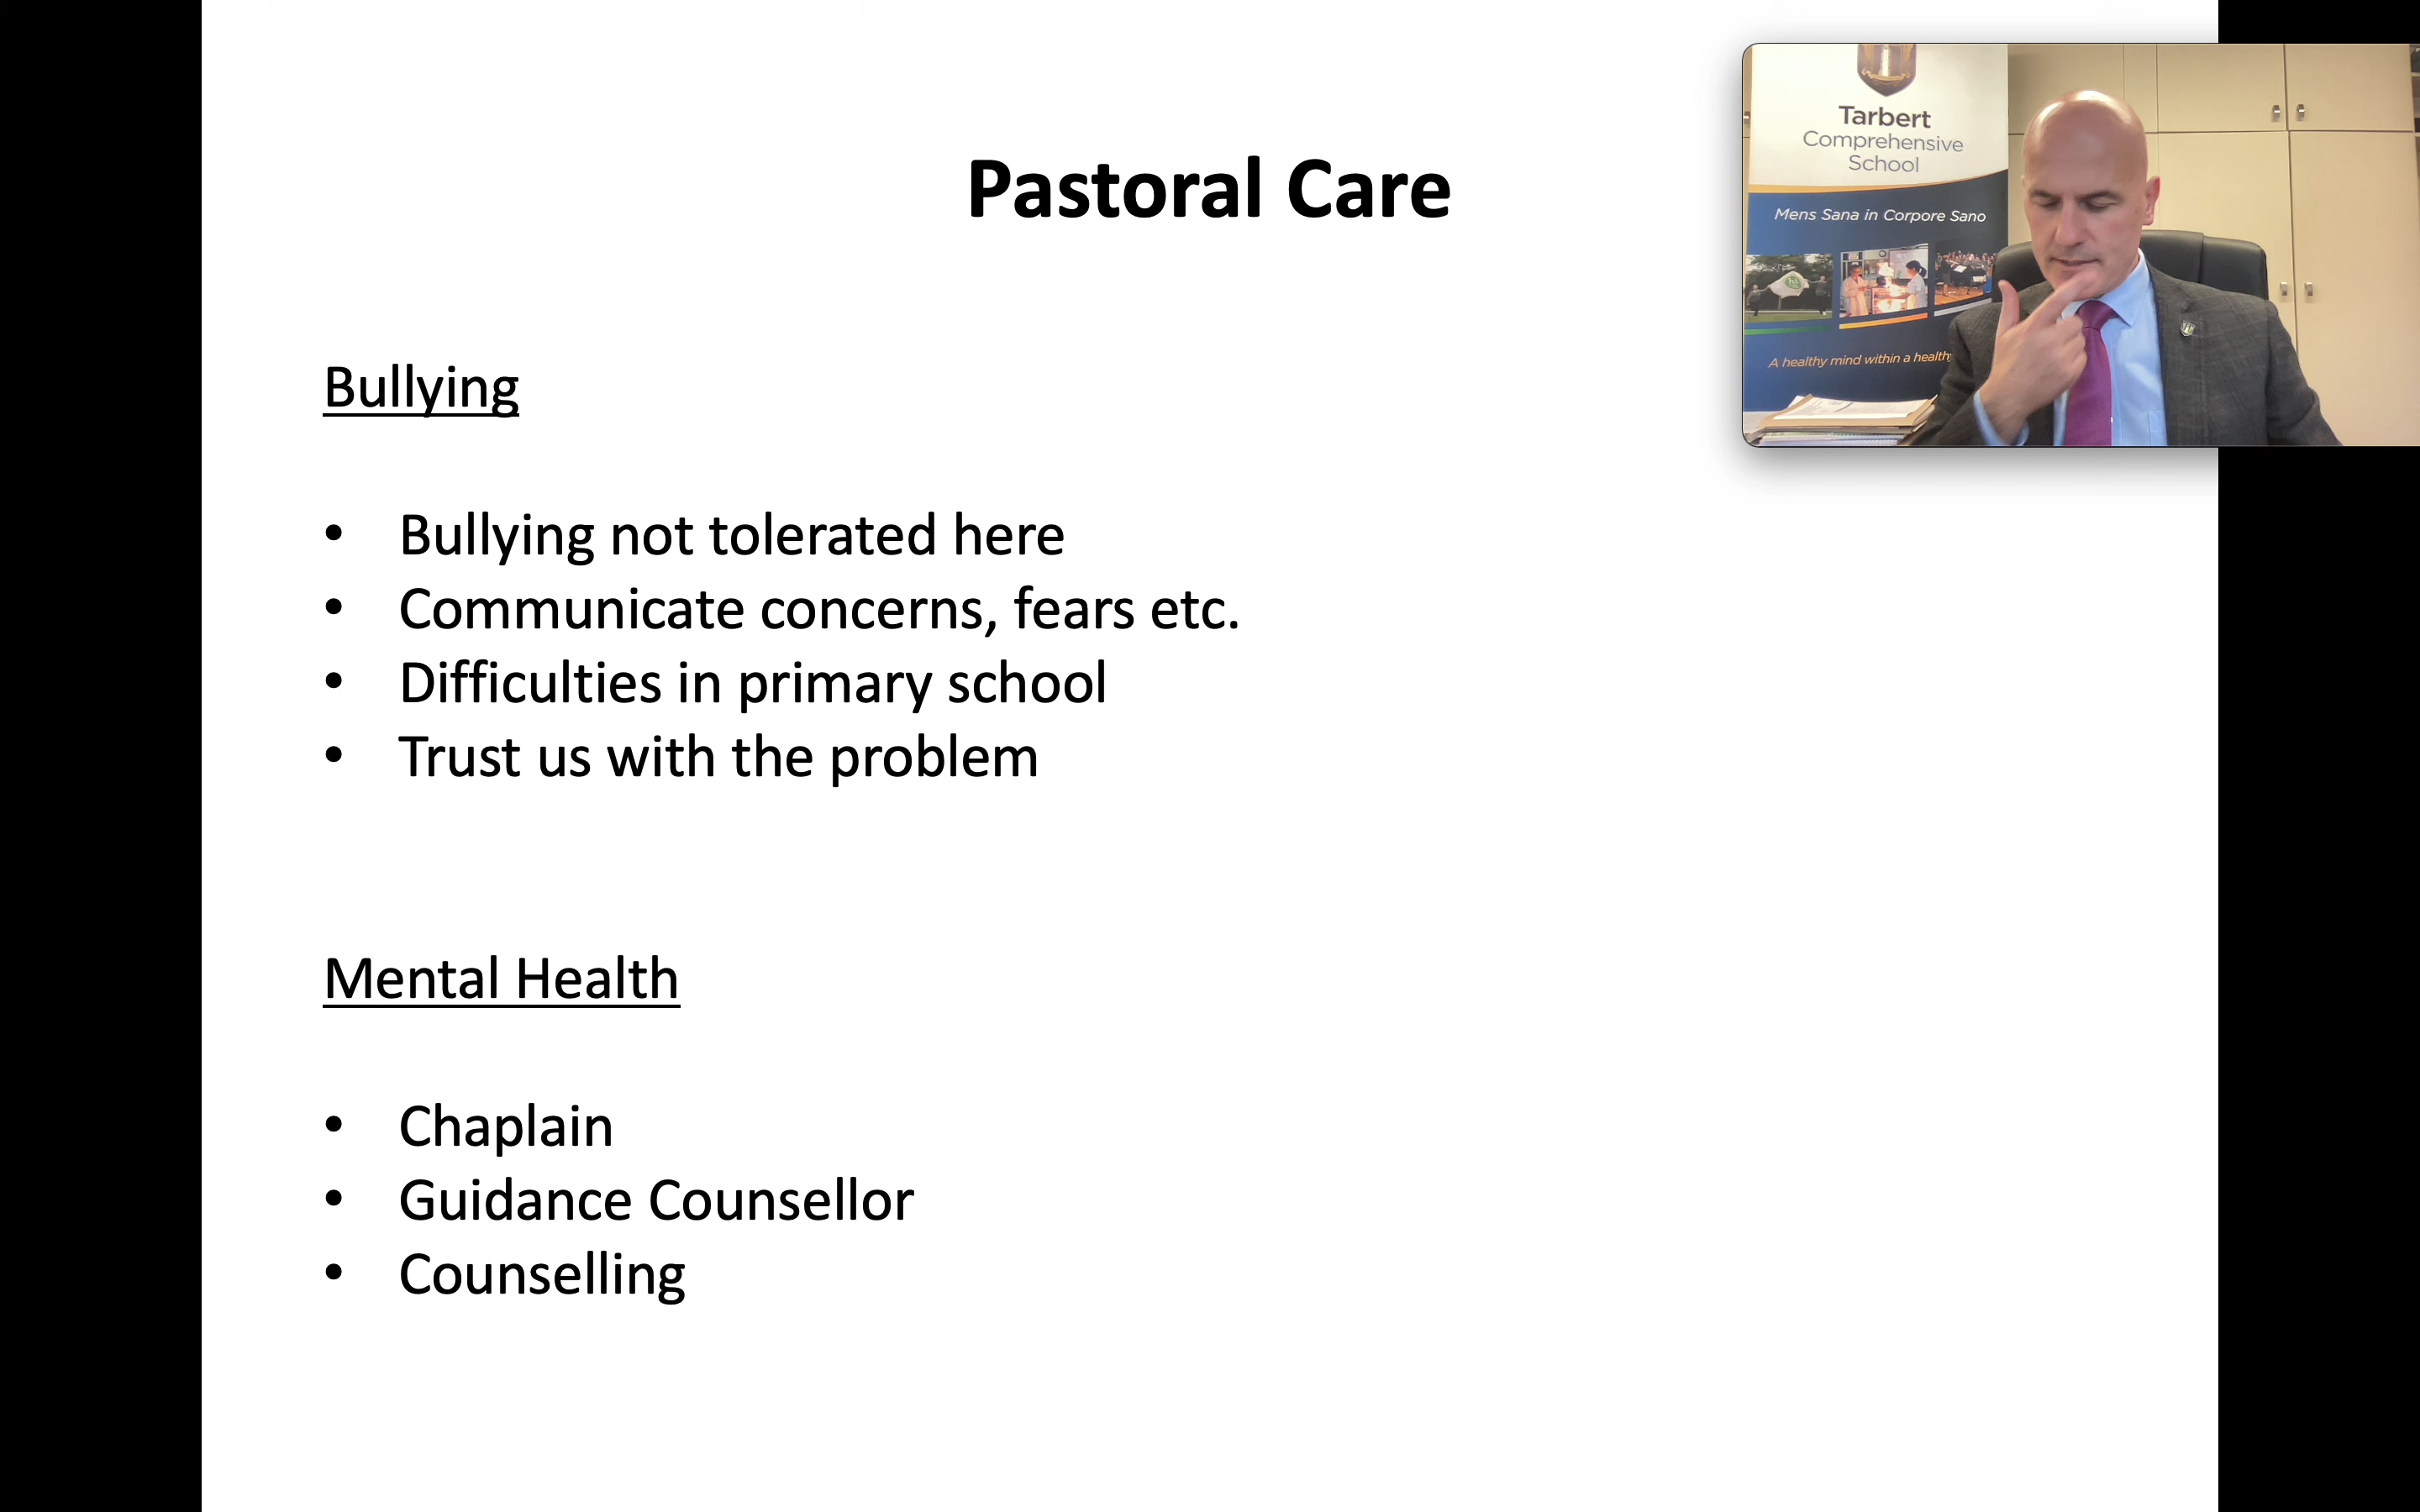 Pastoral Care
Bullying
• Bullying not tolerated here
• Communicate concerns, fears etc.
• Difficulties in primary school
• Trust us with the problem
Mental Health
• Chaplain
• Guidance Counsellor
• Counselling
Tarbert
Comprehensive
School
Mens Sana in Corpore Sano
A healthy mind within a healthy